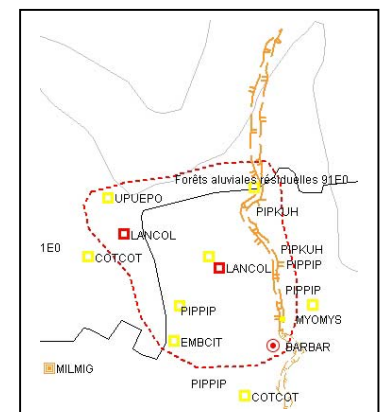 Forêts aluviales résiduelles 91E0
UPUEPO
PIPKUH
LANCOL
1E0
COTCOT
PIPKUH
LANCOL
PIPPIP
PIPPIP
PIPPIP
MYOMYS
EMBCIT
BARBAR
MILMIG
PIPPIP
COTCOT